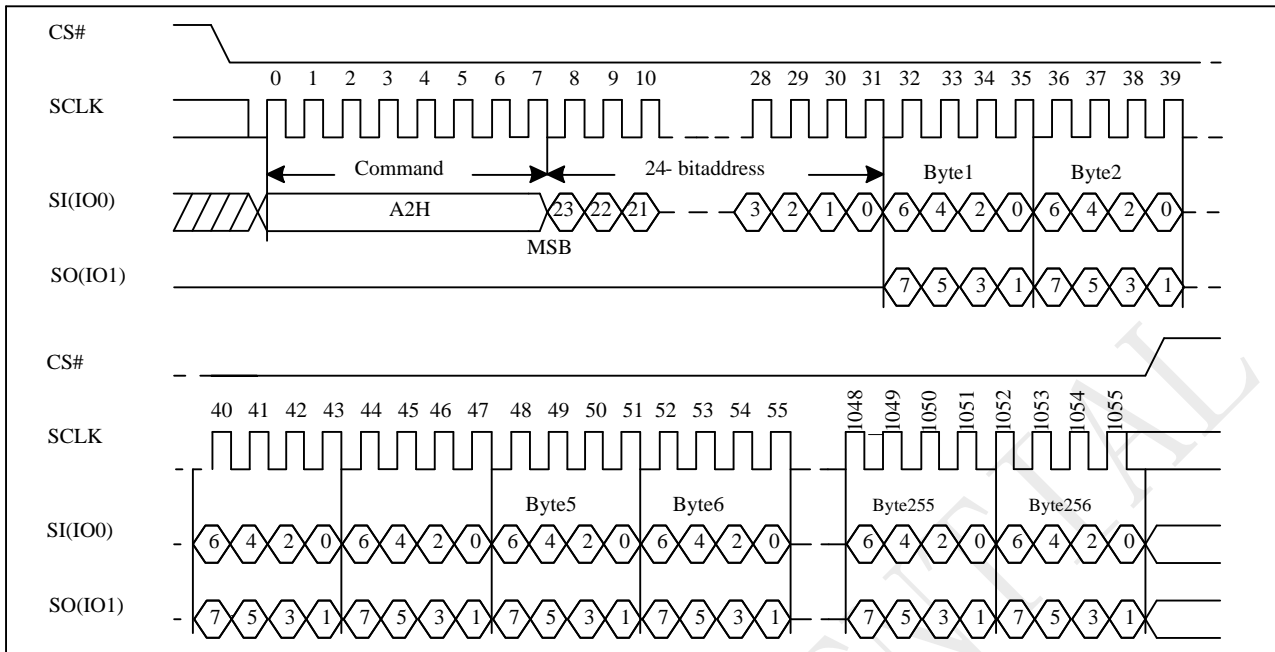 CS#
0 1 2 3 4 5 6 7 8 9 10 28 29 30 31 32 33 34 35 36 37 38 39
SCLK
Command 24- bitaddress Byte1 Byte2
SI(IO0) A2H 23 22 21 3 2 1 0 6 4 2 0 6 4 2 0
MSB
SO(IO1) 7 5 3 1 7 5 3 1
CS#
40 41 42 43 44 45 46 47 48 49 50 51 52 53 54 55 1048 1049 1050 1051 1052 1053 1054 1055
SCLK
Byte5 Byte6 Byte255 Byte256
SI(IO0) 6 4 2 0 6 4 2 0 6 4 2 0 6 4 2 0 6 4 2 0 6 4 2 0
SO(IO1) 7 5 3 1 7 5 3 1 7 5 3 1 7 5 3 1 7 5 3 1 7 5 3 1